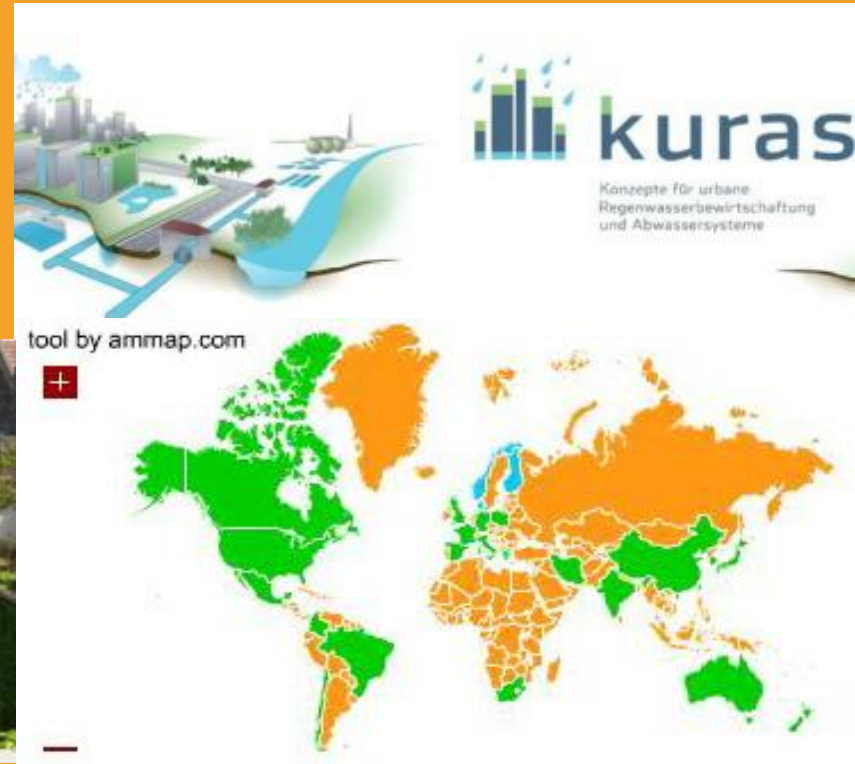 kuras
Konzepte für urbane
Regenwasserbewirtschaftung
und Abwassersysteme
tool by ammap.com